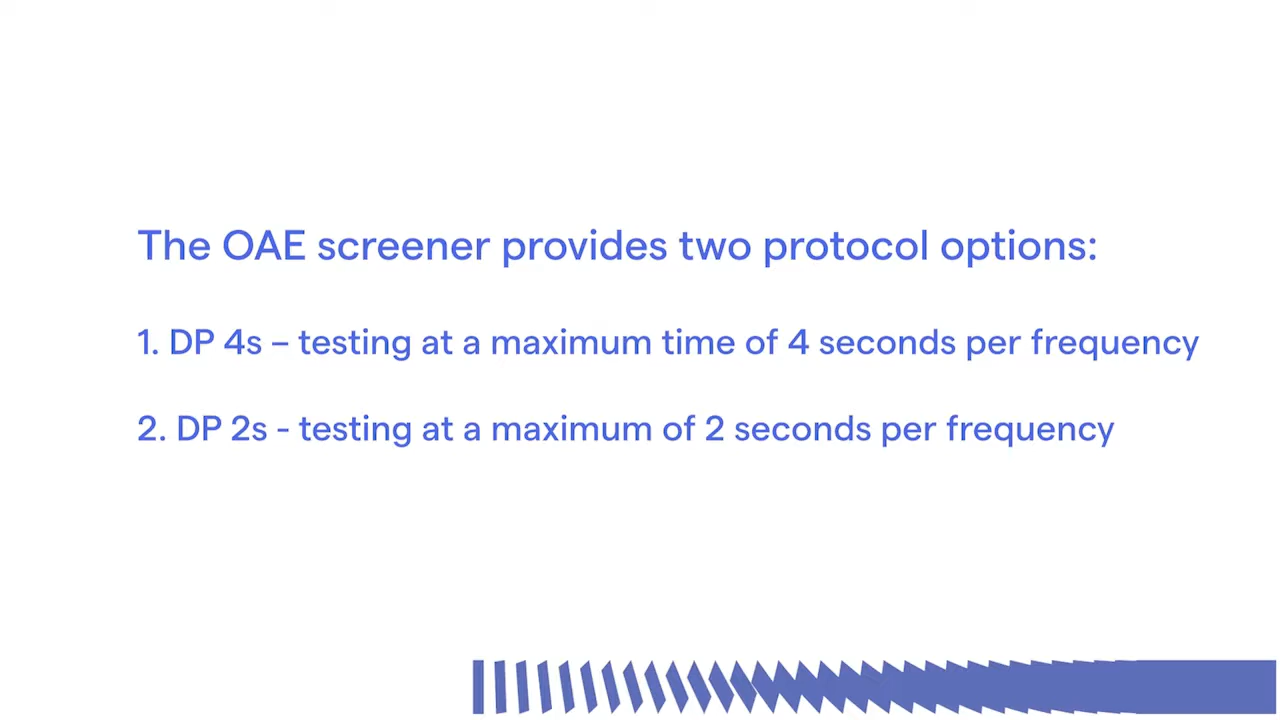 The OAE screener provides two protocol options:
1. DP 4s – testing at a maximum time of 4 seconds per frequency
2. DP 2s - testing at a maximum of 2 seconds per frequency